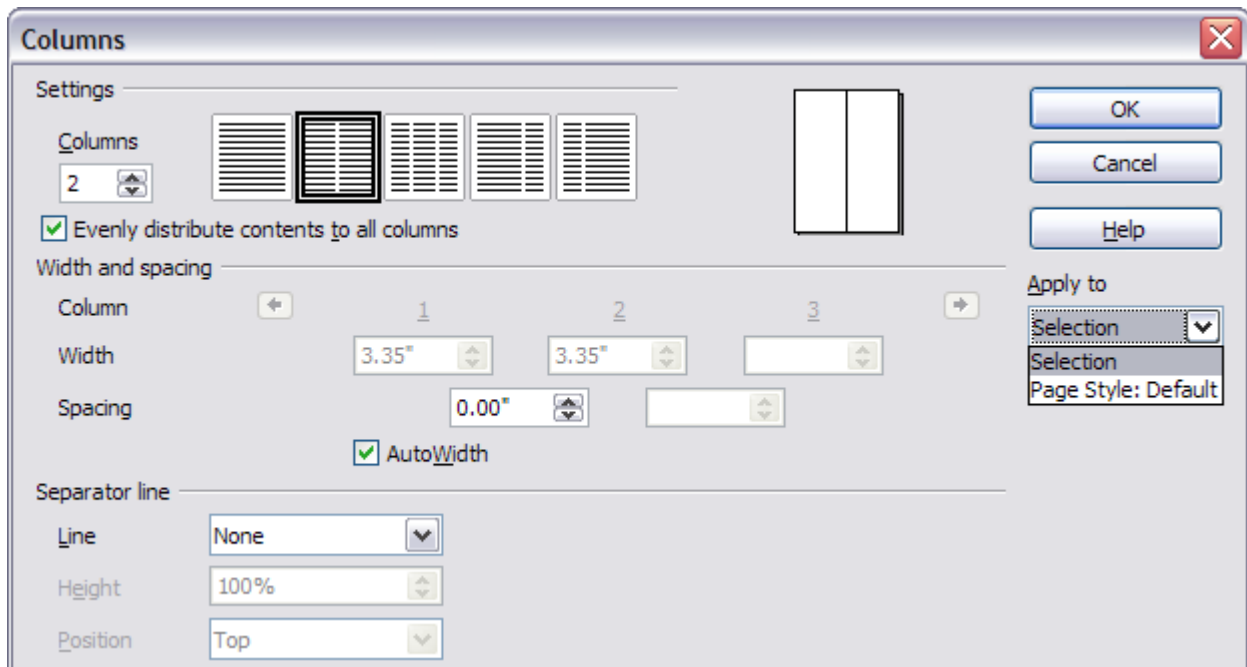 Columns
Settings
Columns
2
Evenly distribute contents to all columns
OK
Cancel
Help
Apply to
Selection
Selection
Page Style: Default
Width and spacing
Column 1 2 3
Width 3.35" 3.35"
Spacing 0.00"
AutoWidth
Separator line
Line None
Height 100%
Position Top